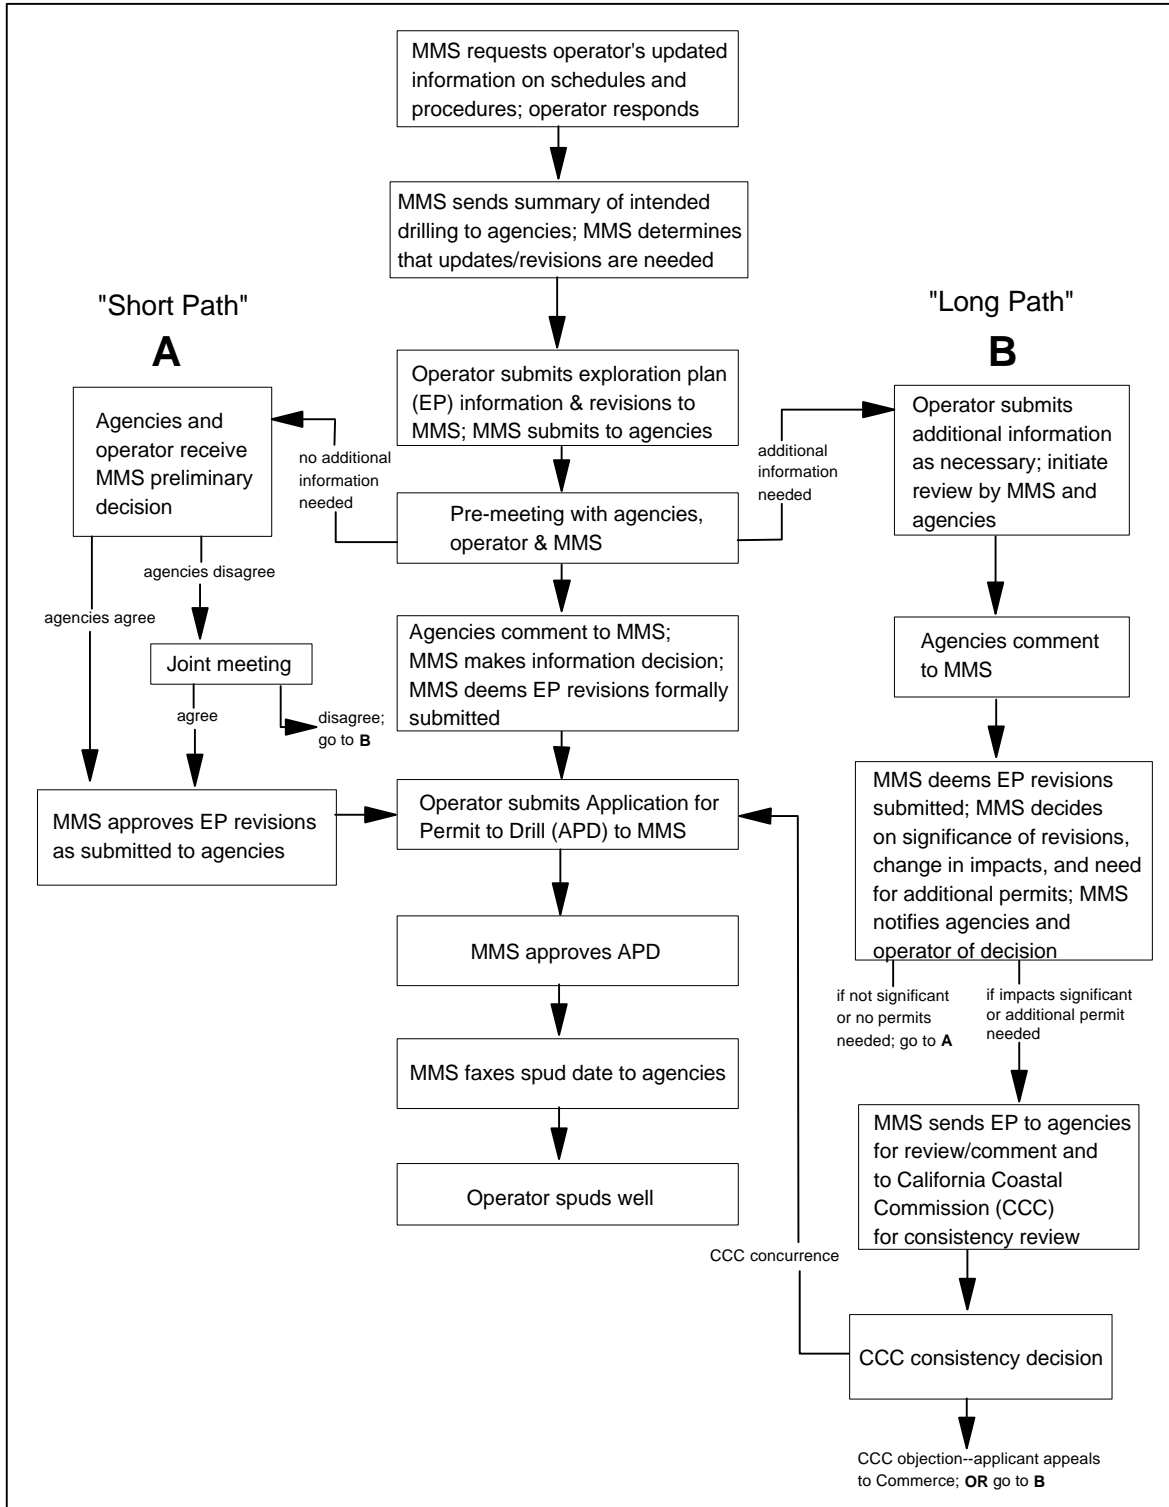 MMS requests operator's updated
information on schedules and
procedures; operator responds
MMS sends summary of intended
drilling to agencies; MMS determines
that updates/revisions are needed
"Short Path"
A
"Long Path"
B
Operator submits exploration plan
(EP) information & revisions to
MMS; MMS submits to agencies
Agencies and
operator receive
MMS preliminary
decision
no additional
information
needed
additional
information
needed
Operator submits
additional information
as necessary; initiate
review by MMS and
agencies
Pre-meeting with agencies,
operator & MMS
agencies disagree
agencies agree
Joint meeting
agree
disagree;
go to B
Agencies comment to MMS;
MMS makes information decision;
MMS deems EP revisions formally
submitted
Agencies comment
to MMS
MMS approves EP revisions
as submitted to agencies
Operator submits Application for
Permit to Drill (APD) to MMS
MMS deems EP revisions
submitted; MMS decides
on significance of revisions,
change in impacts, and need
for additional permits; MMS
notifies agencies and
operator of decision
MMS approves APD
if not significant
or no permits
needed; go to A
if impacts significant
or additional permit
needed
MMS faxes spud date to agencies
MMS sends EP to agencies
for review/comment and
to California Coastal
Commission (CCC)
for consistency review
Operator spuds well
CCC concurrence
CCC consistency decision
CCC objection--applicant appeals
to Commerce; OR go to B